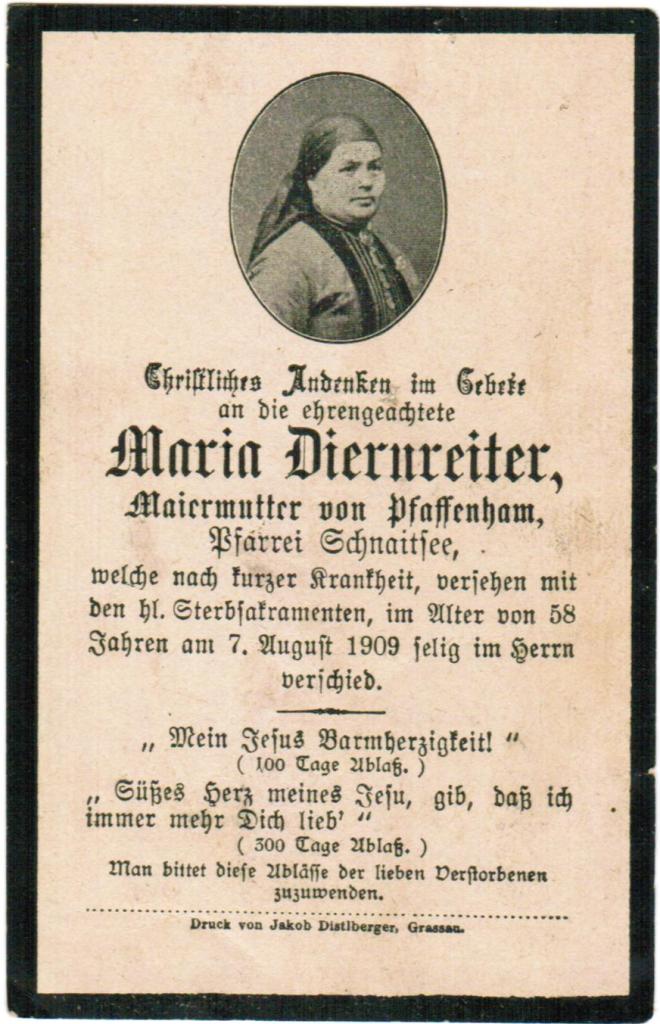 Christliches Andenken im Gebete
an die ehrengeachtete
Maria Diernreiter,
Maiermutter von Pfaffenham,
Pfarrei Schnaitsee,
welche nach kurzer Krankheit, versehen mit
den hl. Sterbsakramenten, im Alter von 58
Jahren am 7. August 1909 selig im Herrn
verschied.
„ Mein Jesus Barmherzigkeit! “
( 100 Tage Ablaß. )
„ Süßes Herz meines Jesu, gib, daß ich
immer mehr Dich lieb' “
( 300 Tage Ablaß. )
Man bittet diese Ablässe der lieben Verstorbenen
zuzuwenden.
Druck von Jakob Distlberger, Grassau.